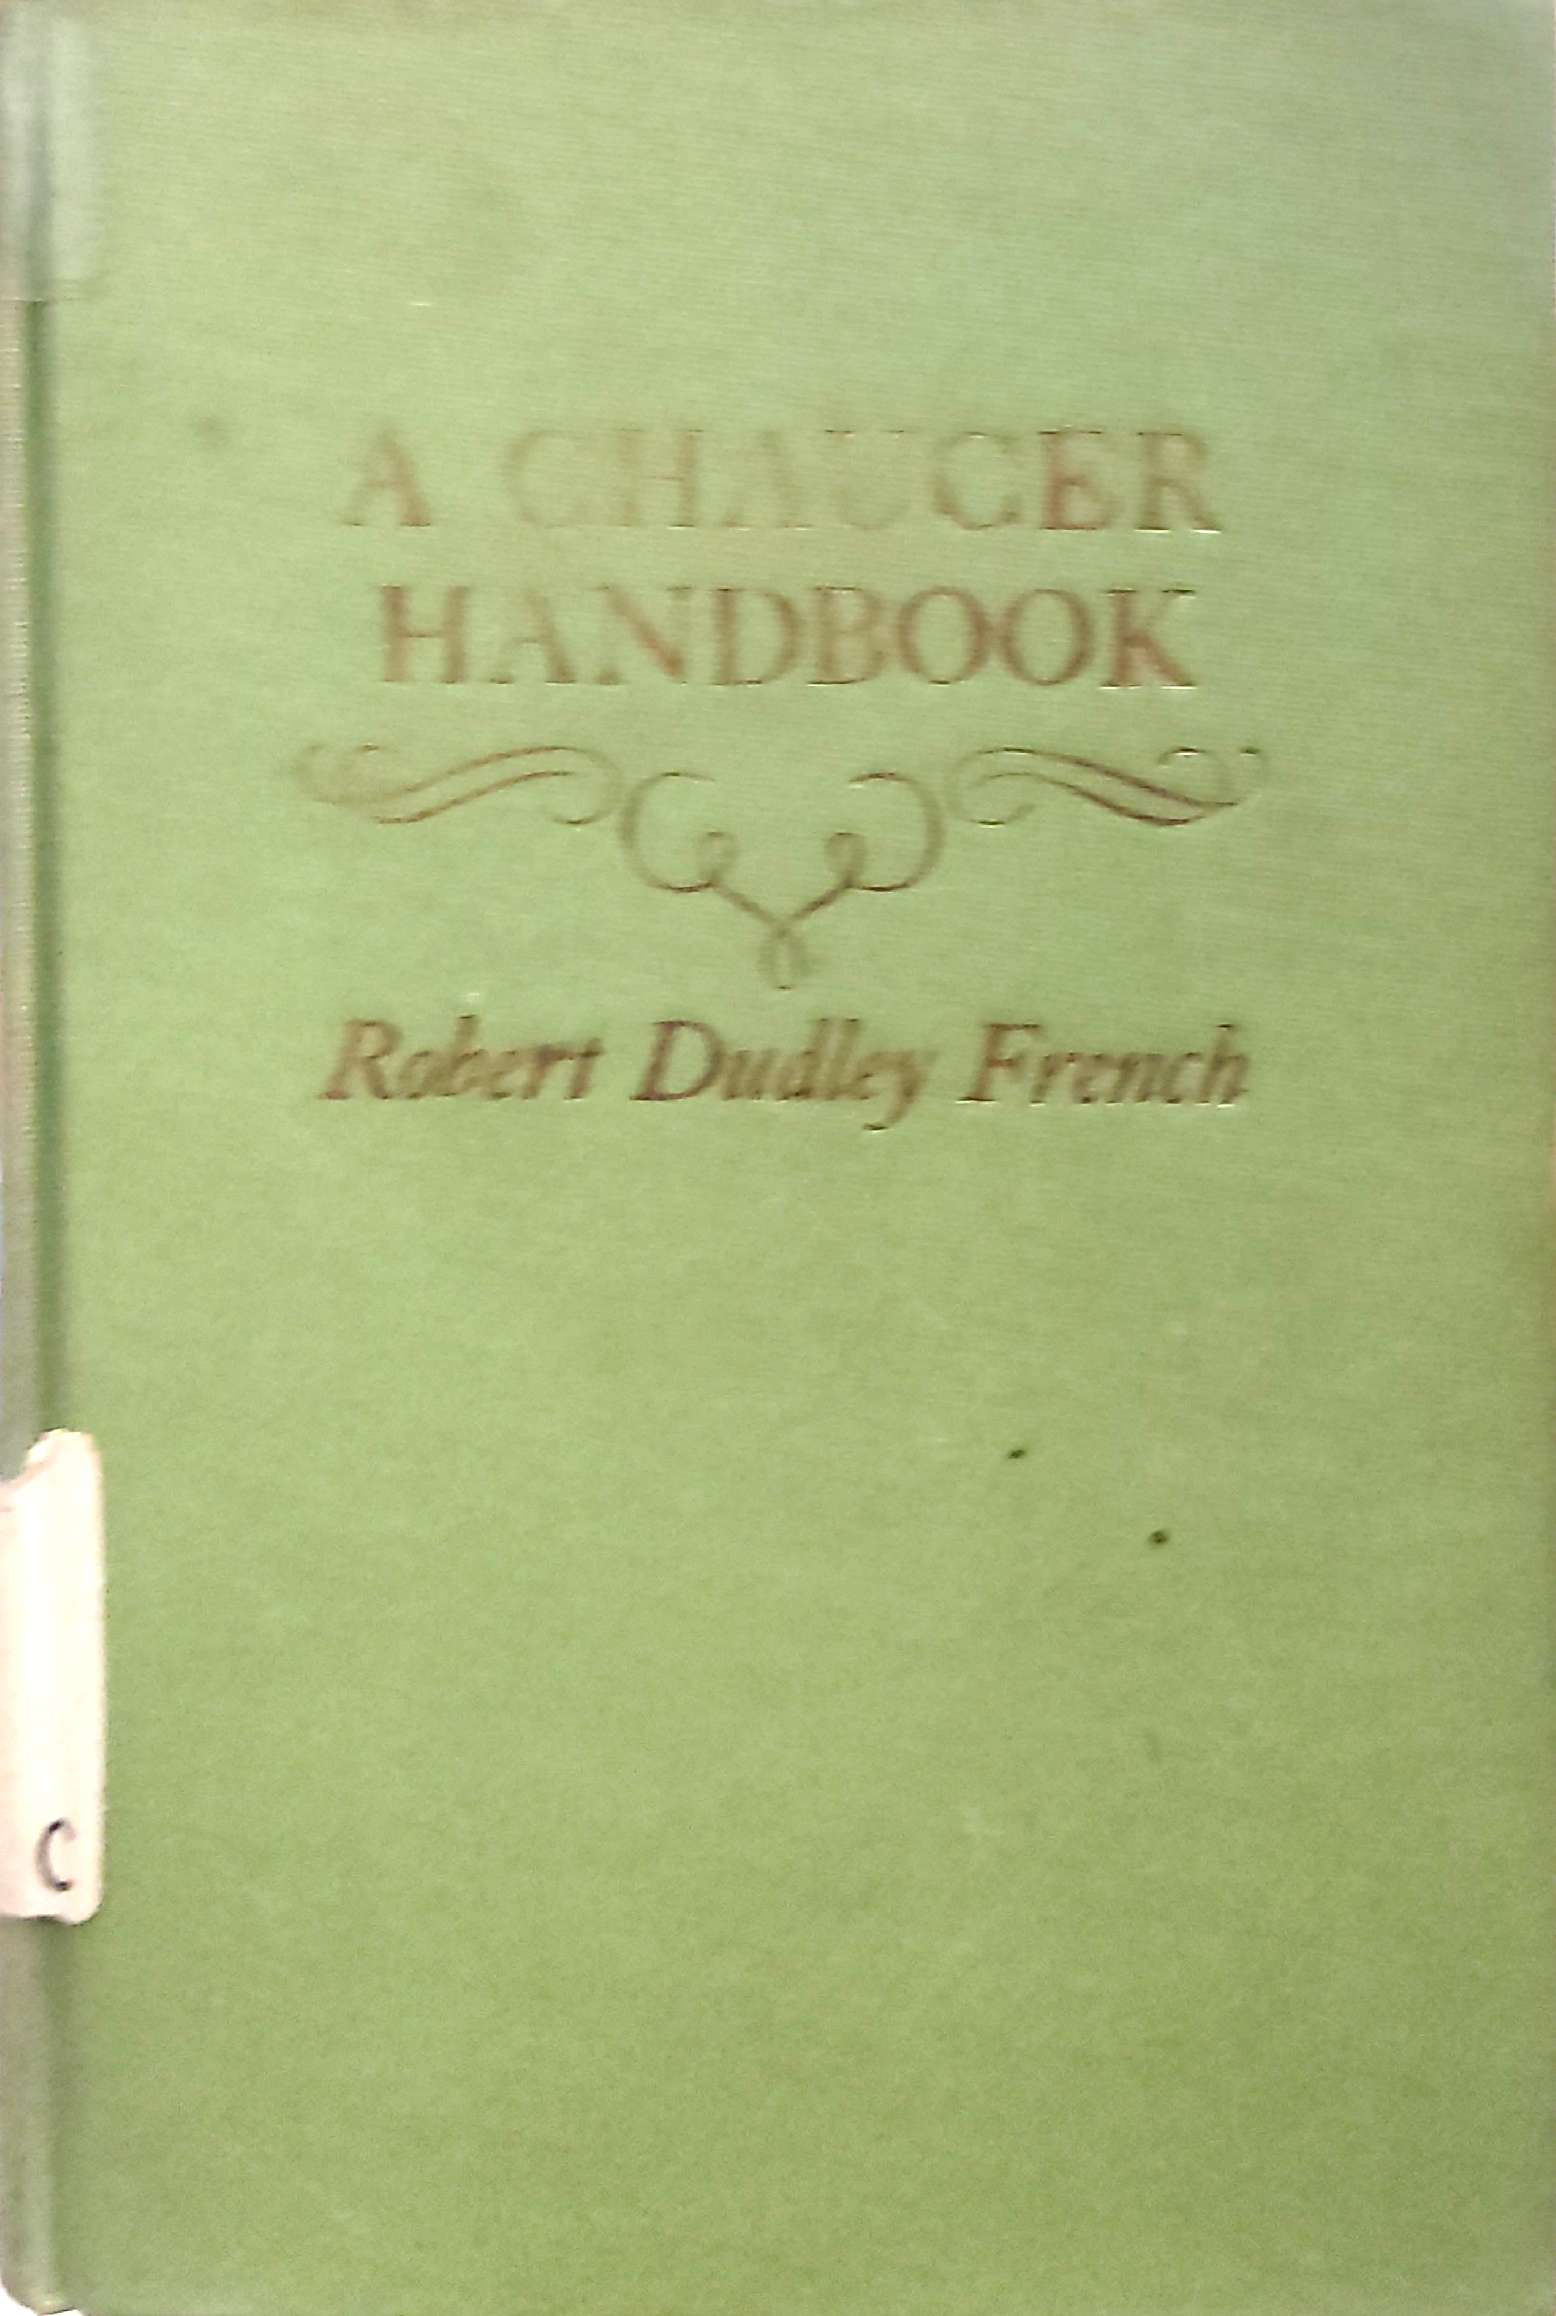 A CHAUCER
HANDBOOK
Robert Dudley French
C